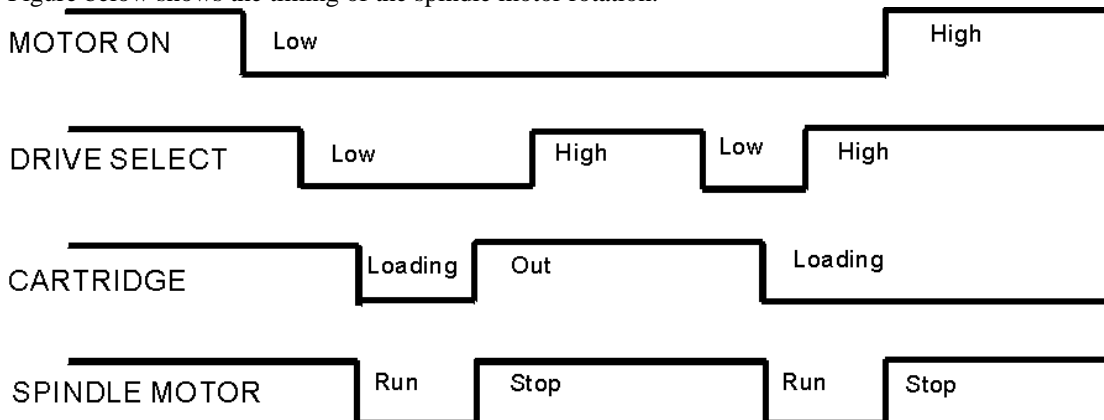 Figure below shows the timing of the spindle motor rotation.
MOTOR ON Low High
DRIVE SELECT Low High Low High
CARTRIDGE Loading Out Loading
SPINDLE MOTOR Run Stop Run Stop